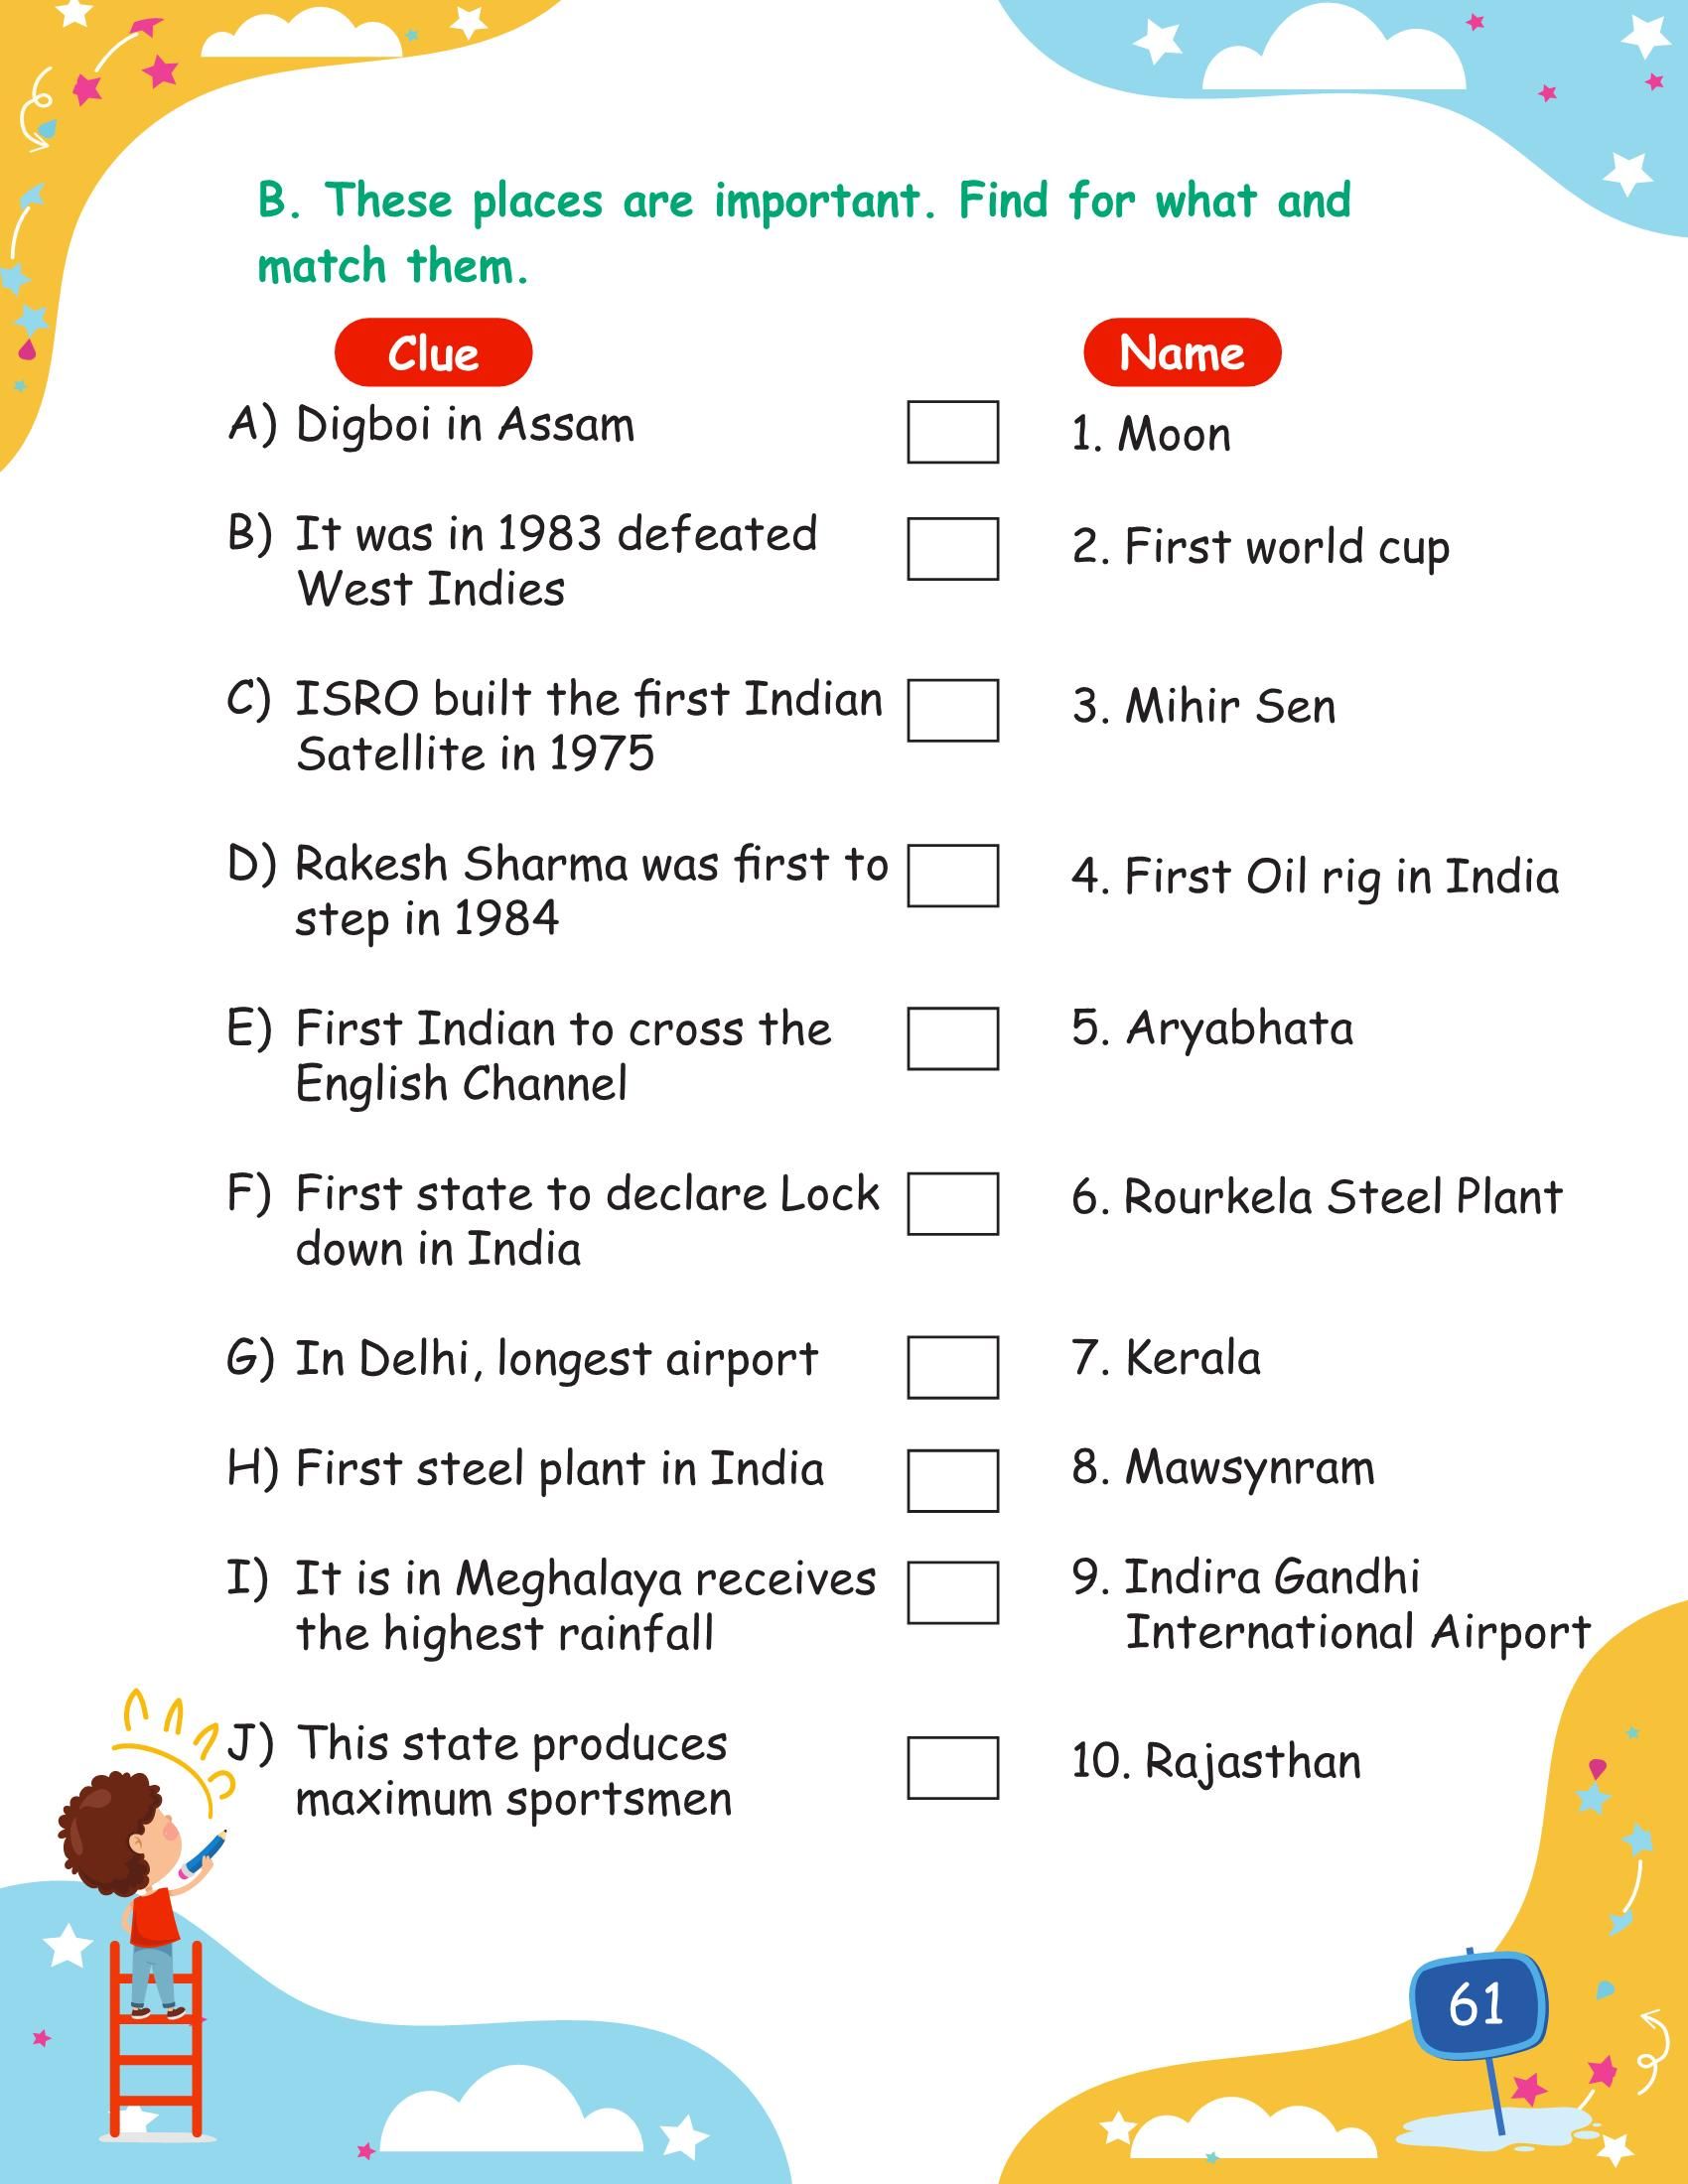 B. These places are important. Find for what and
match them.
Clue
Name
A) Digboi in Assam
1. Moon
B) It was in 1983 defeated
West Indies
2. First world cup
C) ISRO built the first Indian
Satellite in 1975
3. Mihir Sen
D) Rakesh Sharma was first to
step in 1984
4. First Oil rig in India
E) First Indian to cross the
English Channel
5. Aryabhata
F) First state to declare Lock
down in India
6. Rourkela Steel Plant
G) In Delhi, longest airport
7. Kerala
H) First steel plant in India
8. Mawsynram
I) It is in Meghalaya receives
the highest rainfall
9. Indira Gandhi
International Airport
J) This state produces
maximum sportsmen
10. Rajasthan
61